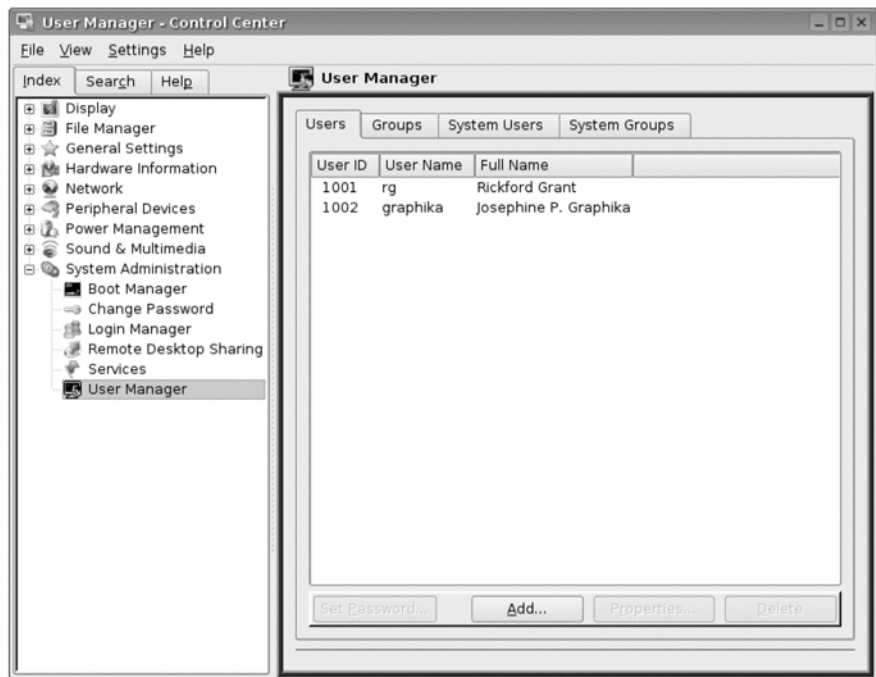 User Manager - Control Center
File View Settings Help
Index Search Help
Display
File Manager
General Settings
Hardware Information
Network
Peripheral Devices
Power Management
Sound & Multimedia
System Administration
Boot Manager
Change Password
Login Manager
Remote Desktop Sharing
Services
User Manager
User Manager
Users Groups System Users System Groups
User ID User Name Full Name
1001 rg Rickford Grant
1002 graphika Josephine P. Graphika
Set Password... Add... Properties... Delete